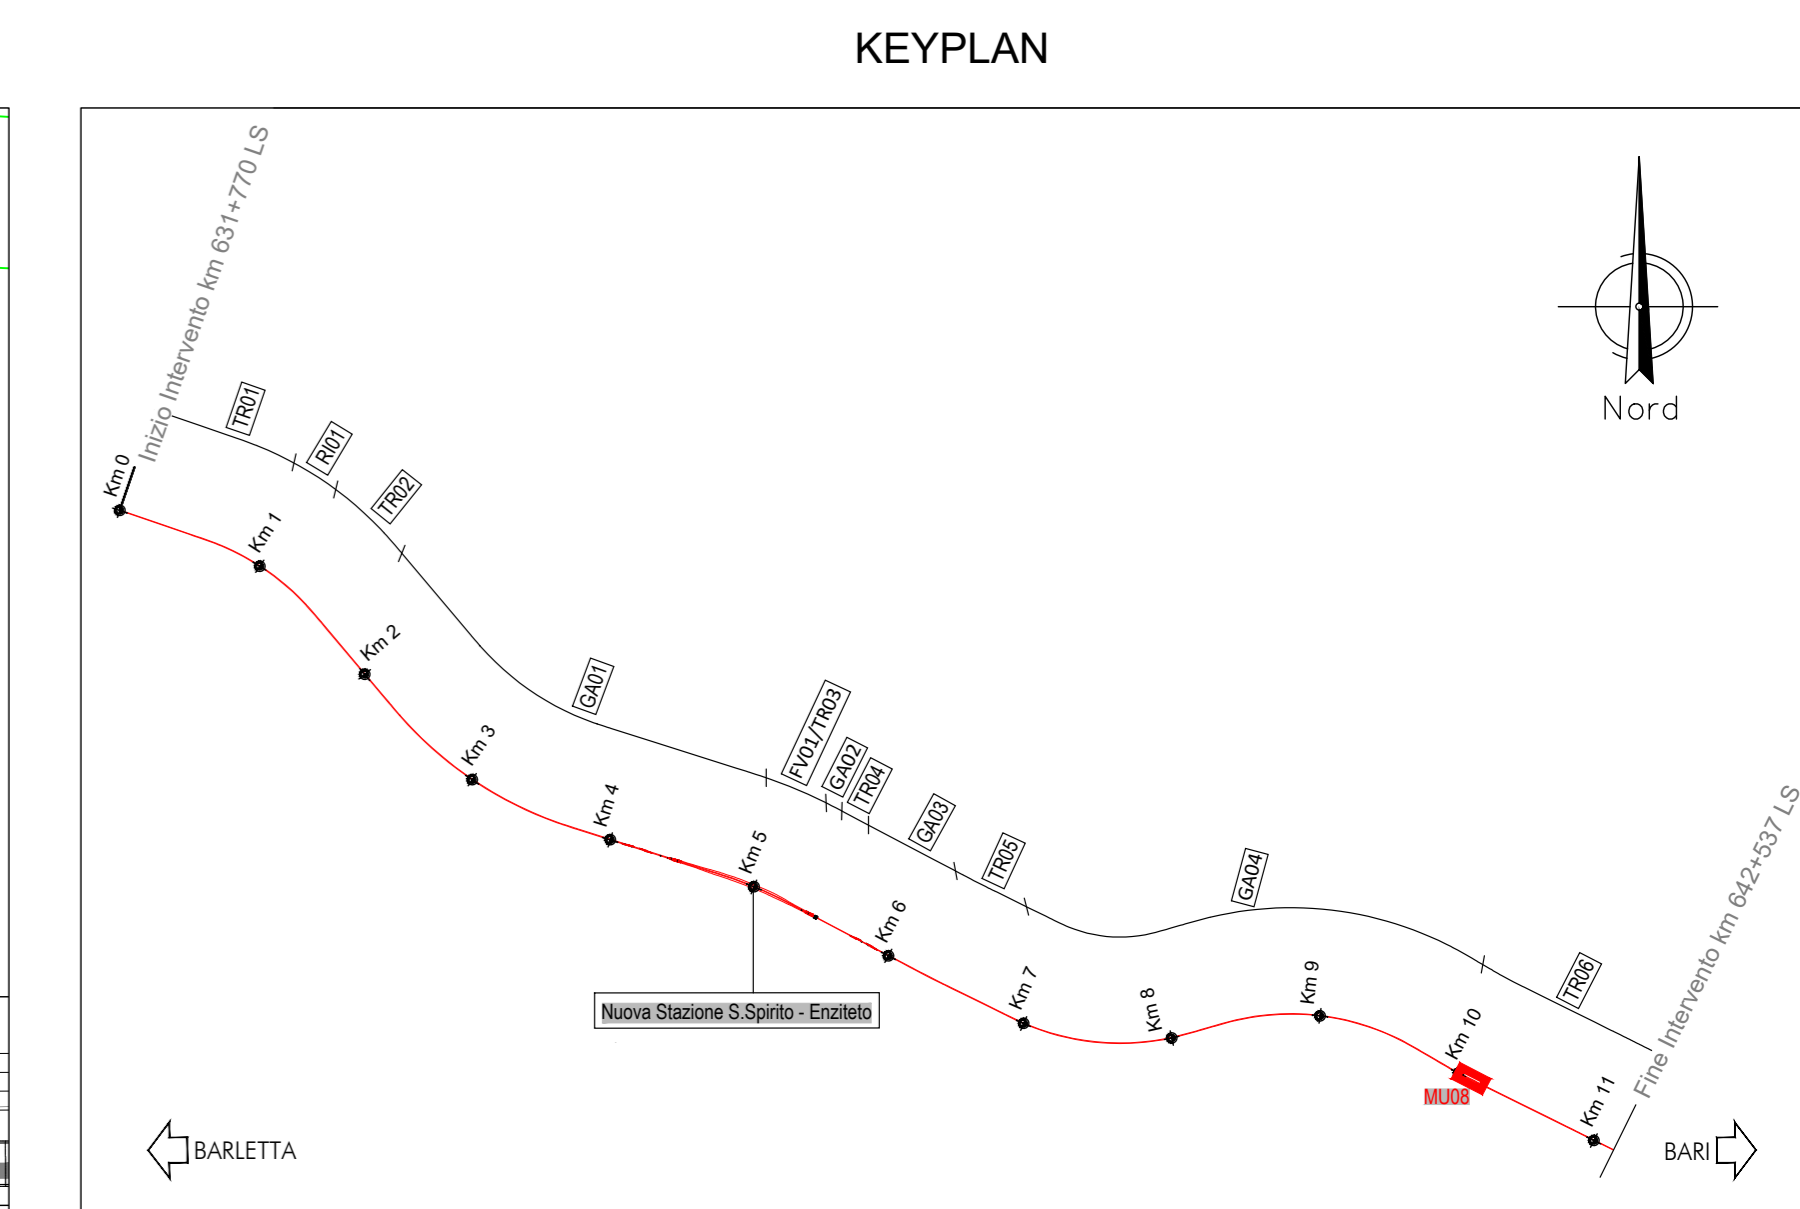 KEYPLAN
Inizio Intervento km 631+770 LS
Nord
TR01
RI01
TR02
GA01
FV01/TR03
GA02
TR04
GA03
TR05
GA04
TR06
Km 0
Km 1
Km 2
Km 3
Km 4
Km 5
Km 6
Km 7
Km 8
Km 9
Km 10
Km 11
Nuova Stazione S.Spirito - Enziteto
MU08
Fine Intervento km 642+537 LS
BARLETTA
BARI